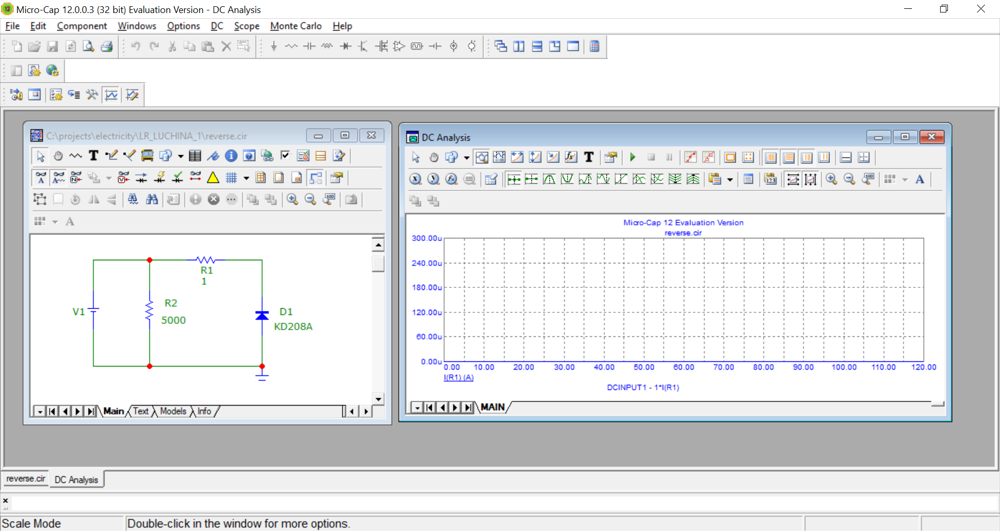 Micro-Cap 12.0.0.3 (32 bit) Evaluation Version - DC Analysis
File Edit Component Windows Options DC Scope Monte Carlo Help
C:\projects\electricity\LR_LUCHINA_1\reverse.cir
R1
1
V1
R2
5000
D1
KD208A
Main Text Models Info
DC Analysis
Micro-Cap 12 Evaluation Version
reverse.cir
300.00u
240.00u
180.00u
120.00u
60.00u
0.00u
0.00 10.00 20.00 30.00 40.00 50.00 60.00 70.00 80.00 90.00 100.00 110.00 120.00
I(R1) (A)
DCINPUT1 - 1*I(R1)
MAIN
reverse.cir DC Analysis
Scale Mode Double-click in the window for more options.